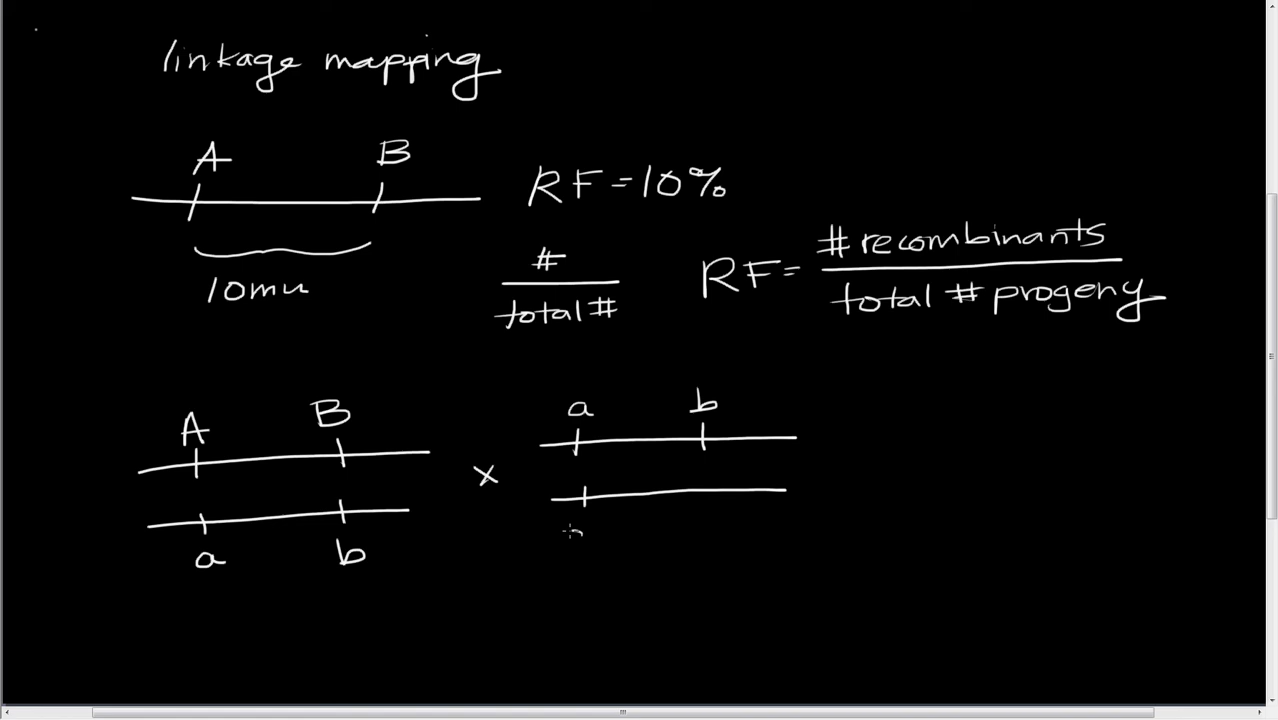 linkage mapping
A B
RF=10%
10mu
#
total #
RF= # recombinants
total # progeny
A B
a b
x
a b